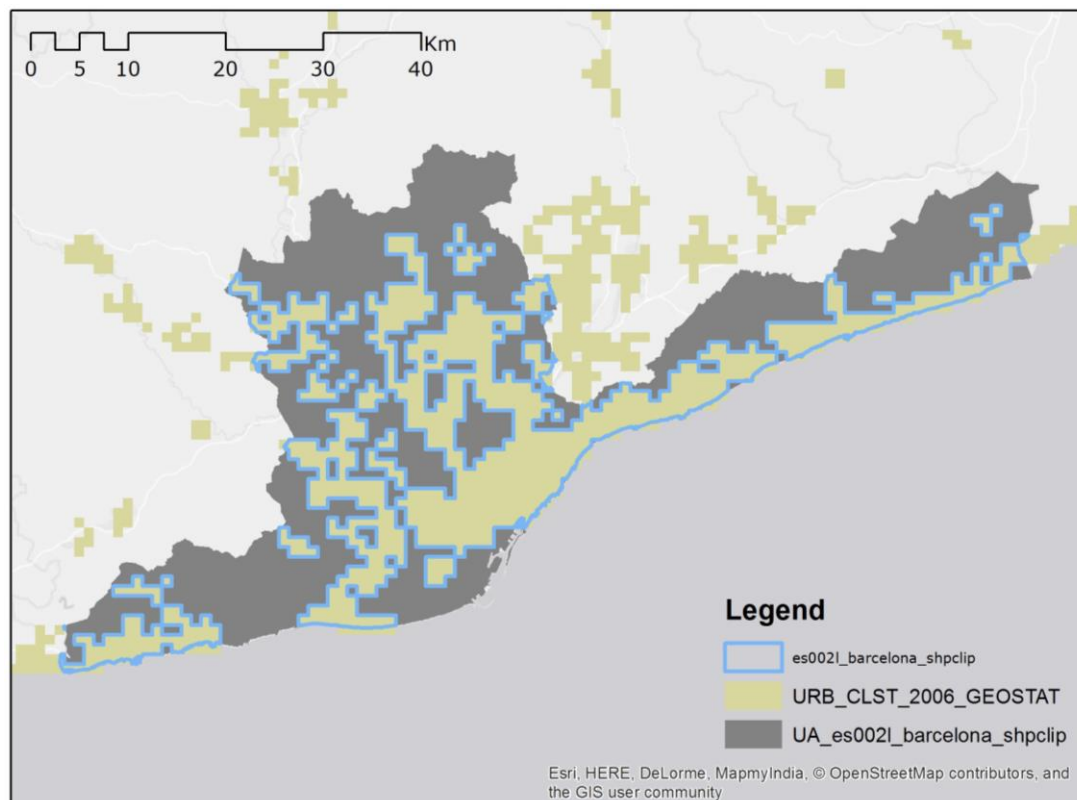 Km
0 5 10 20 30 40
Legend
es002l_barcelona_shpclip
URB_CLST_2006_GEOSTAT
UA_es002l_barcelona_shpclip
Esri, HERE, DeLorme, MapmyIndia, © OpenStreetMap contributors, and
the GIS user community